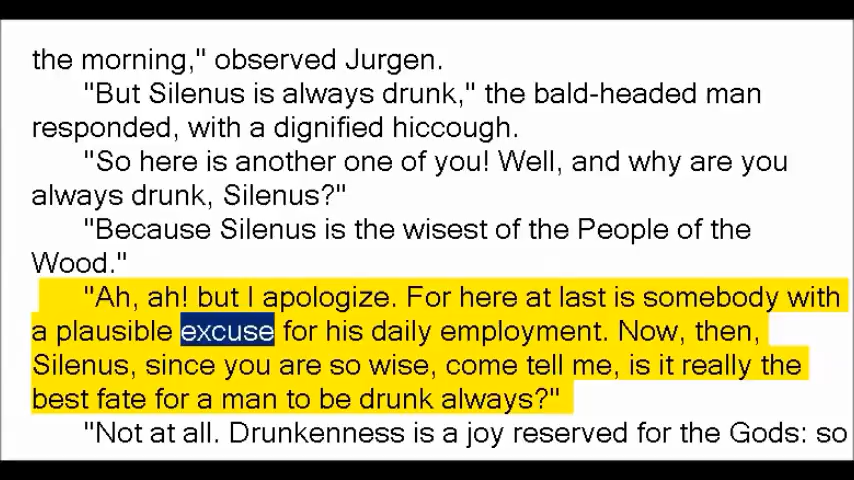 the morning," observed Jurgen.
"But Silenus is always drunk," the bald-headed man
responded, with a dignified hiccough.
"So here is another one of you! Well, and why are you
always drunk, Silenus?"
"Because Silenus is the wisest of the People of the
Wood."
"Ah, ah! but I apologize. For here at last is somebody with
a plausible excuse for his daily employment. Now, then,
Silenus, since you are so wise, come tell me, is it really the
best fate for a man to be drunk always?"
"Not at all. Drunkenness is a joy reserved for the Gods: so